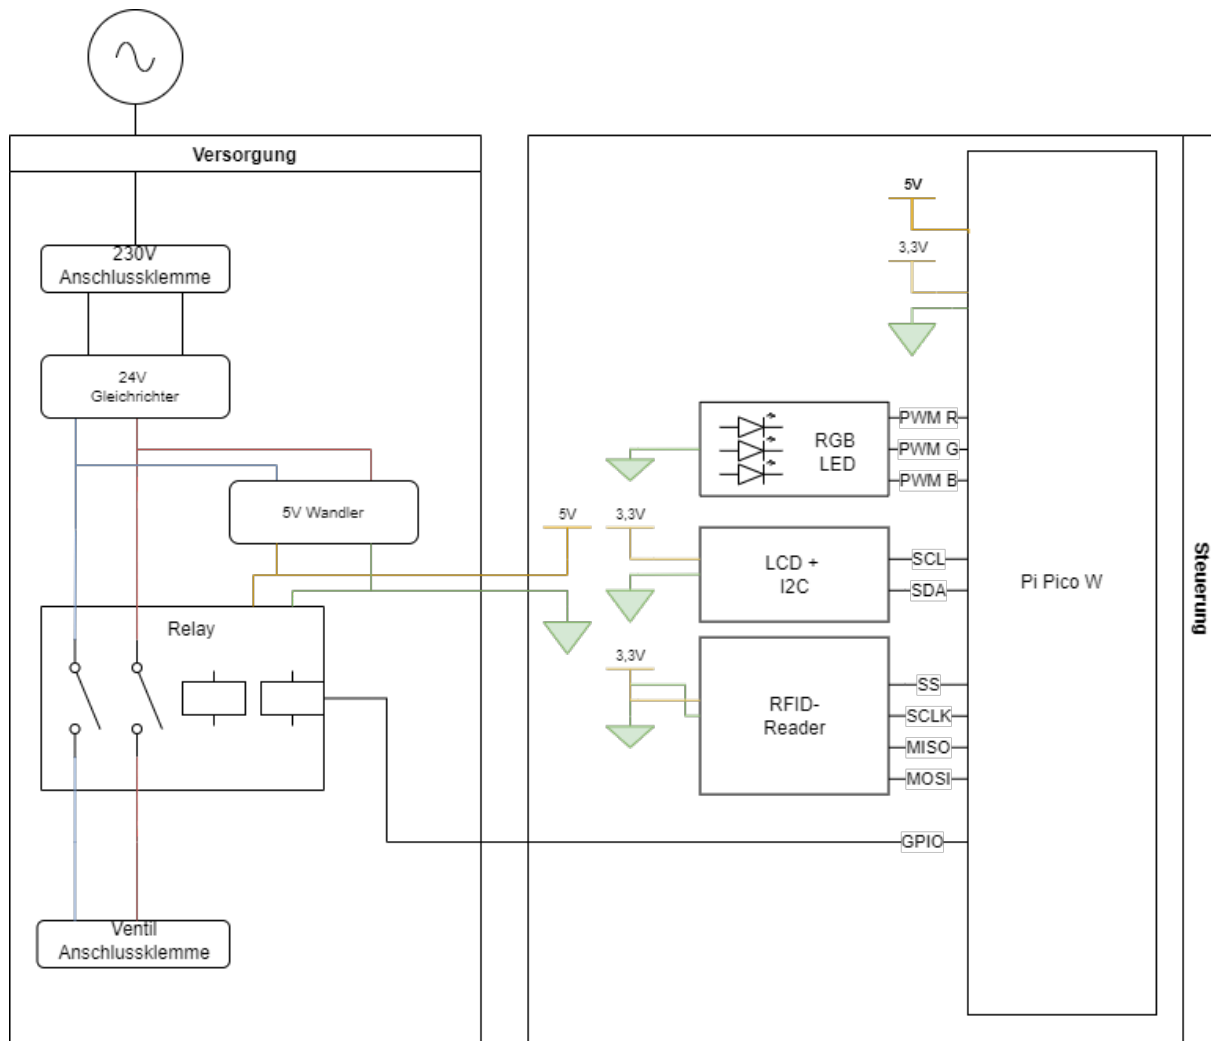 Versorgung
230V
Anschlussklemme
24V
Gleichrichter
5V Wandler
Relay
Ventil
Anschlussklemme
5V
3,3V
RGB
LED
PWM R
PWM G
PWM B
5V
3,3V
LCD +
I2C
SCL
SDA
3,3V
RFID-
Reader
SS
SCLK
MISO
MOSI
GPIO
Pi Pico W
Steuerung